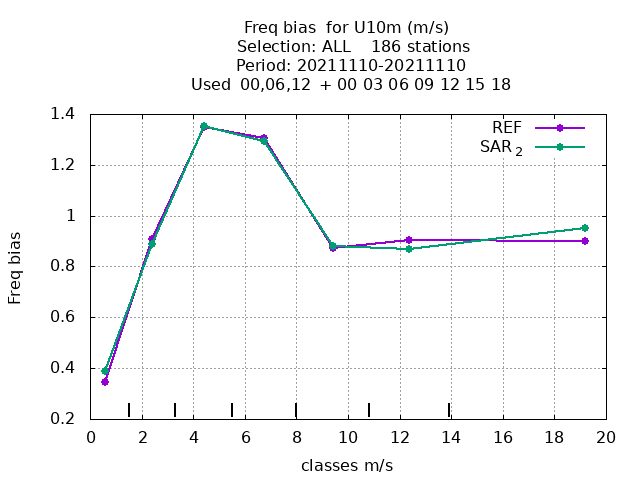 Freq bias  for U10m (m/s)
Selection: ALL    186 stations
Period: 20211110-20211110
Used  00,06,12  + 00 03 06 09 12 15 18
REF
SAR 2
1.4
1.2
1
0.8
0.6
0.4
0.2
Freq bias
0 2 4 6 8 10 12 14 16 18 20
classes m/s